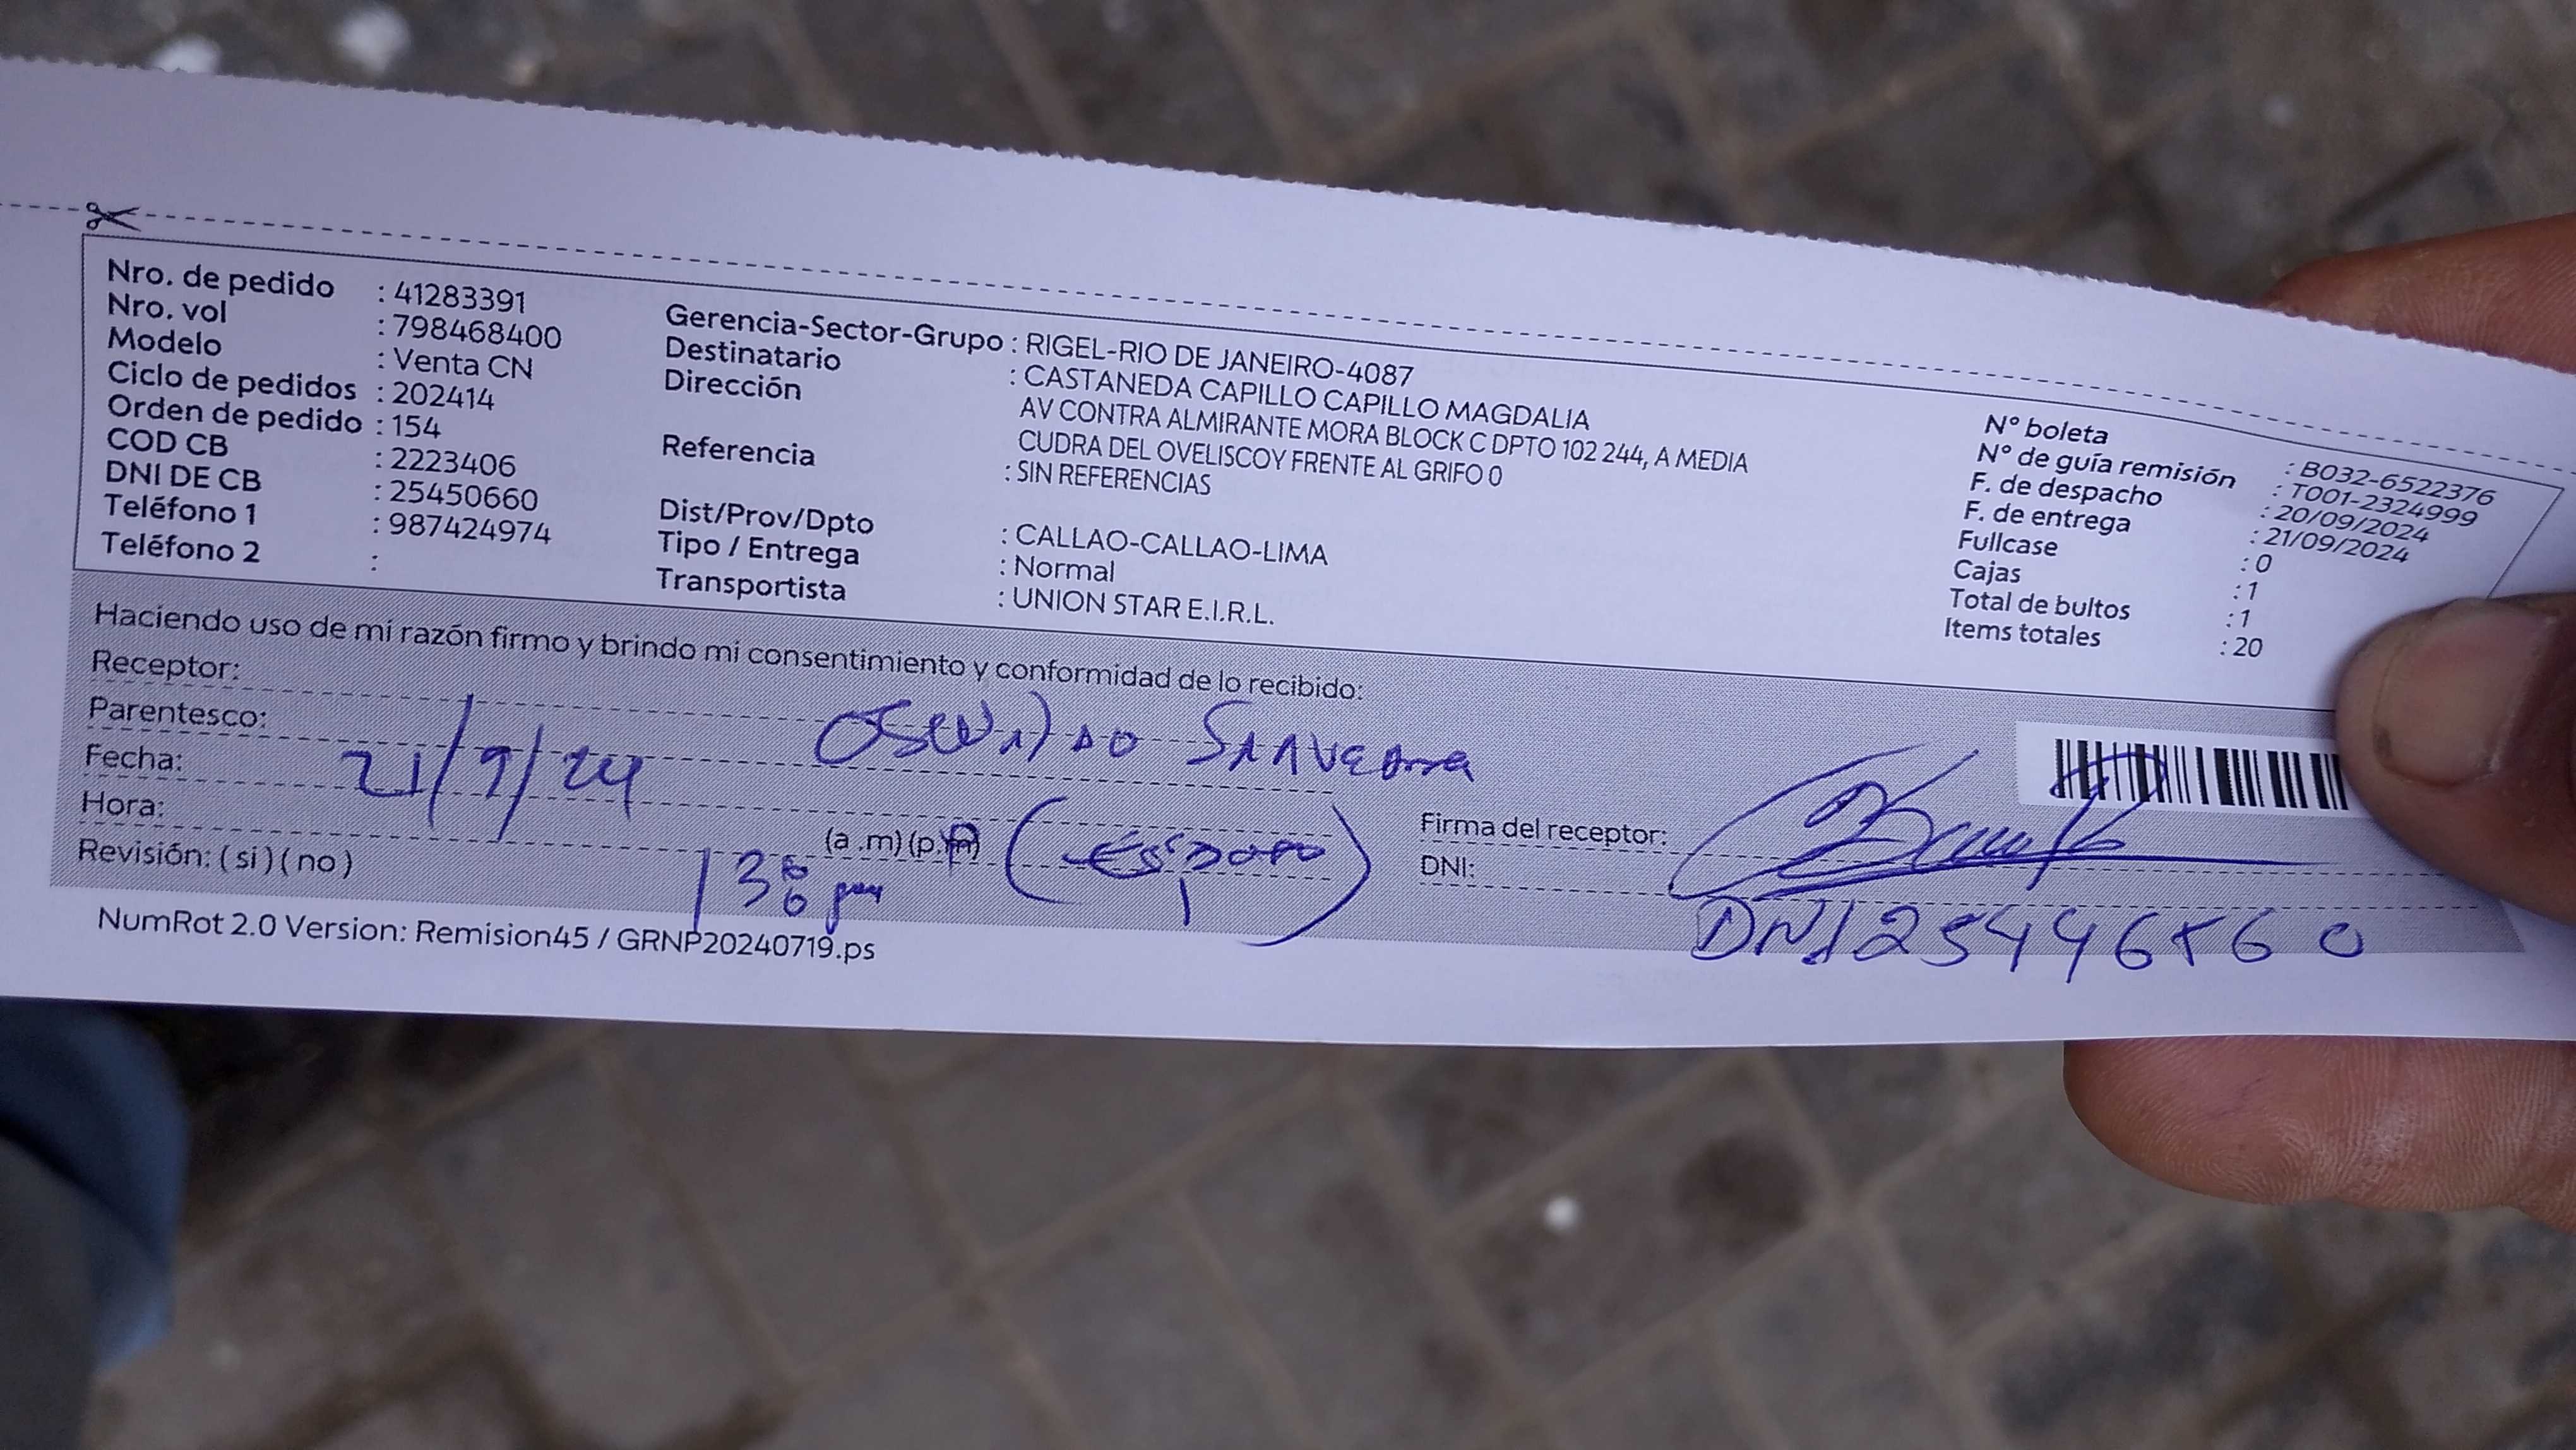 Nro. de pedido : 41283391
Nro. vol : 798468400
Modelo : Venta CN
Ciclo de pedidos : 202414
Orden de pedido : 154
COD CB : 2223406
DNI DE CB : 25450660
Teléfono 1 : 987424974
Teléfono 2 :
Gerencia-Sector-Grupo : RIGEL-RIO DE JANEIRO-4087
Destinatario : CASTANEDA CAPILLO CAPILLO MAGDALIA
Dirección AV CONTRA ALMIRANTE MORA BLOCK C DPTO 102 244, A MEDIA
CUDRA DEL OVELISCOY FRENTE AL GRIFO 0
Referencia : SIN REFERENCIAS
Dist/Prov/Dpto : CALLAO-CALLAO-LIMA
Tipo / Entrega : Normal
Transportista : UNION STAR E.I.R.L.
N° boleta : B032-6522376
N° de guía remisión : T001-2324999
F. de despacho : 20/09/2024
F. de entrega : 21/09/2024
Fullcase : 0
Cajas : 1
Total de bultos : 1
Items totales : 20
Haciendo uso de mi razón firmo y brindo mi consentimiento y conformidad de lo recibido:
Receptor:
Parentesco: OSWALDO SAAVEDRA
Fecha: 21/9/24
Hora: (a.m) (p.m)
Revisión: ( si ) ( no ) pm
Firma del receptor:
DNI:
DNI
NumRot 2.0 Version: Remision45 / GRNP20240719.ps